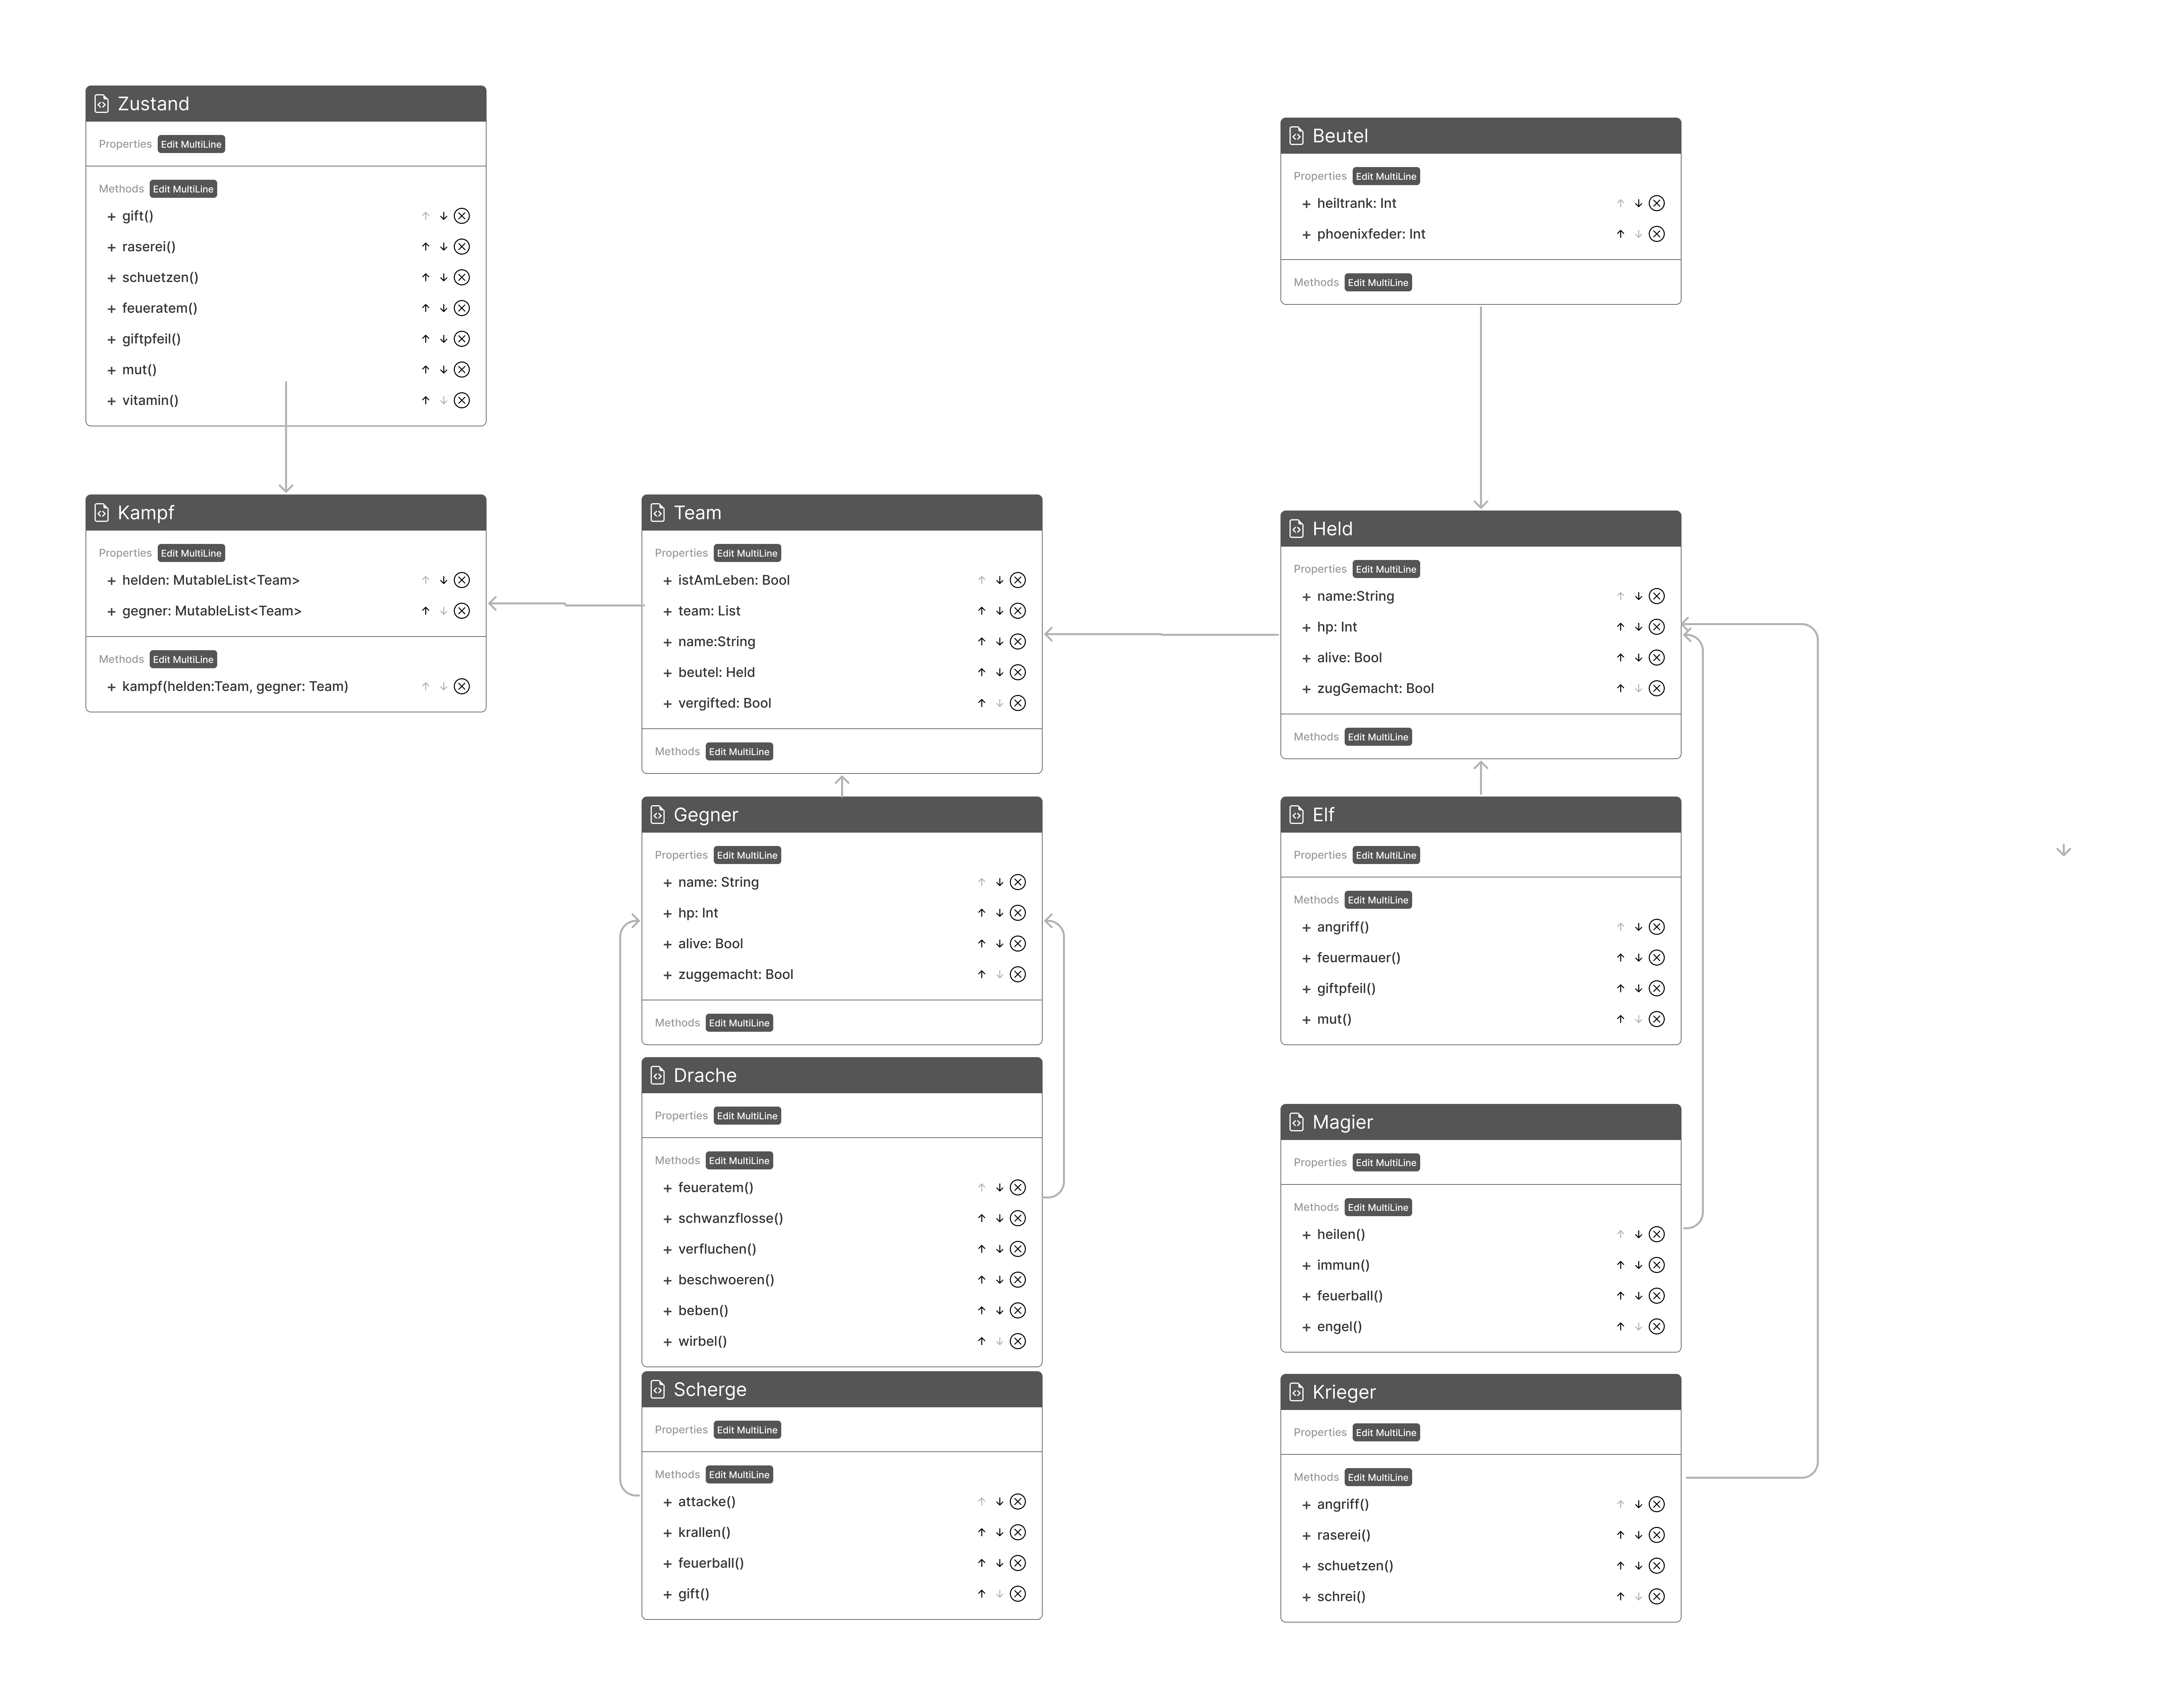 Zustand
Properties Edit MultiLine
Methods Edit MultiLine
+ gift()
+ raserei()
+ schuetzen()
+ feueratem()
+ giftpfeil()
+ mut()
+ vitamin()
Beutel
Properties Edit MultiLine
+ heiltrank: Int
+ phoenixfeder: Int
Methods Edit MultiLine
Kampf
Properties Edit MultiLine
+ helden: MutableList<Team>
+ gegner: MutableList<Team>
Methods Edit MultiLine
+ kampf(helden:Team, gegner: Team)
Team
Properties Edit MultiLine
+ istAmLeben: Bool
+ team: List
+ name:String
+ beutel: Held
+ vergifted: Bool
Methods Edit MultiLine
Held
Properties Edit MultiLine
+ name:String
+ hp: Int
+ alive: Bool
+ zugGemacht: Bool
Methods Edit MultiLine
Gegner
Properties Edit MultiLine
+ name: String
+ hp: Int
+ alive: Bool
+ zuggemacht: Bool
Methods Edit MultiLine
Elf
Properties Edit MultiLine
Methods Edit MultiLine
+ angriff()
+ feuermauer()
+ giftpfeil()
+ mut()
Drache
Properties Edit MultiLine
Methods Edit MultiLine
+ feueratem()
+ schwanzflosse()
+ verfluchen()
+ beschwoeren()
+ beben()
+ wirbel()
Magier
Properties Edit MultiLine
Methods Edit MultiLine
+ heilen()
+ immun()
+ feuerball()
+ engel()
Scherge
Properties Edit MultiLine
Methods Edit MultiLine
+ attacke()
+ krallen()
+ feuerball()
+ gift()
Krieger
Properties Edit MultiLine
Methods Edit MultiLine
+ angriff()
+ raserei()
+ schuetzen()
+ schrei()